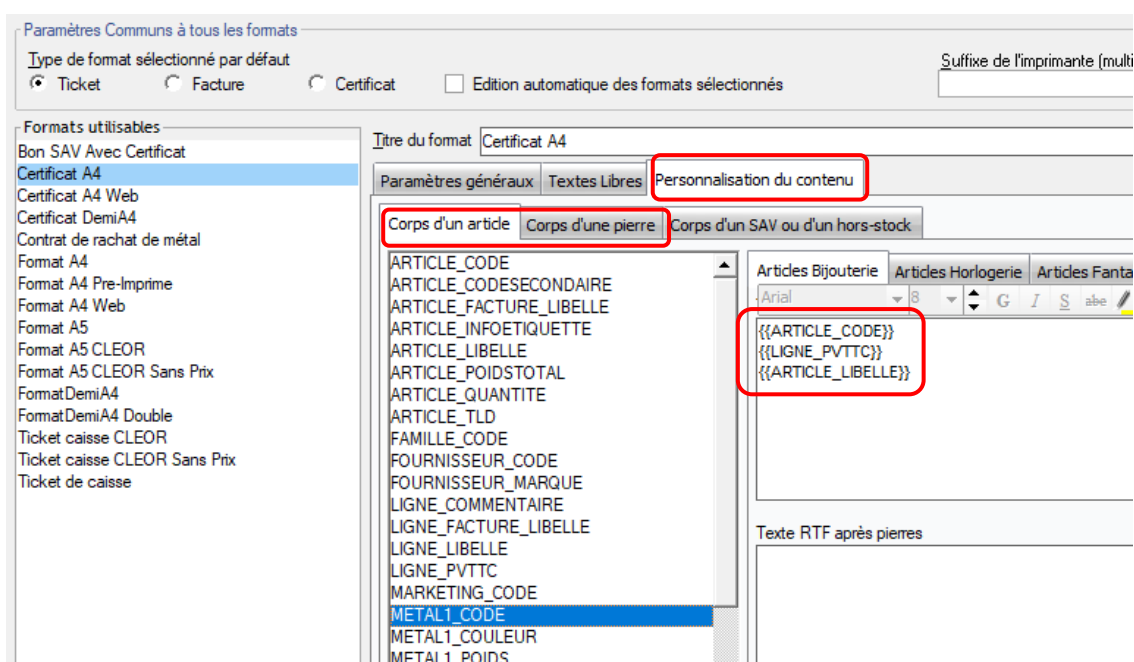 Paramètres Communs à tous les formats
Type de format sélectionné par défaut
Suffixe de l'imprimante (multi
Ticket Facture Certificat Edition automatique des formats sélectionnés
Formats utilisables
Bon SAV Avec Certificat
Certificat A4
Certificat A4 Web
Certificat DemiA4
Contrat de rachat de métal
Format A4
Format A4 Pre-Imprime
Format A4 Web
Format A5
Format A5 CLEOR
Format A5 CLEOR Sans Prix
FormatDemiA4
FormatDemiA4 Double
Ticket caisse CLEOR
Ticket caisse CLEOR Sans Prix
Ticket de caisse
Titre du format Certificat A4
Paramètres généraux Textes Libres Personnalisation du contenu
Corps d'un article Corps d'une pierre Corps d'un SAV ou d'un hors-stock
ARTICLE_CODE
ARTICLE_CODESECONDAIRE
ARTICLE_FACTURE_LIBELLE
ARTICLE_INFOETIQUETTE
ARTICLE_LIBELLE
ARTICLE_POIDSTOTAL
ARTICLE_QUANTITE
ARTICLE_TLD
FAMILLE_CODE
FOURNISSEUR_CODE
FOURNISSEUR_MARQUE
LIGNE_COMMENTAIRE
LIGNE_FACTURE_LIBELLE
LIGNE_LIBELLE
LIGNE_PVTTC
MARKETING_CODE
METAL1_CODE
METAL1_COULEUR
METAL1_POIDS
Articles Bijouterie Articles Horlogerie Articles Fanta
Arial 8 G I S abc
{{ARTICLE_CODE}}
{{LIGNE_PVTTC}}
{{ARTICLE_LIBELLE}}
Texte RTF après pierres